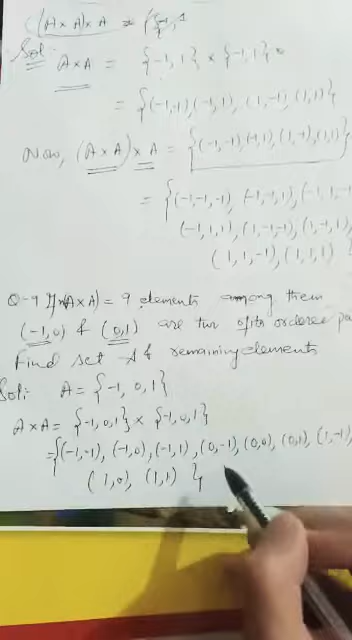 (A×A)×A =
Sol: A×A = {-1,1} × {-1,1}
= {(-1,-1), (-1,1), (1,-1), (1,1)}
Now, (A×A) × A = {(-1,-1), (-1,1), (1,-1), (1,1)}
= {(-1,-1,-1), (-1,-1,1), (-1,1,-1
(-1,1,1), (1,-1,-1), (1,-1,1),
(1,1,-1), (1,1,1)
Q-9 If n(A×A) = 9 elements among them
(-1,0) & (0,1) are two of its ordered pa
Find set A & remaining elements
Sol: A = {-1, 0, 1}
A×A = {-1,0,1} × {-1,0,1}
= {(-1,-1), (-1,0), (-1,1), (0,-1), (0,0), (0,1), (1,-1)
(1,0), (1,1) }